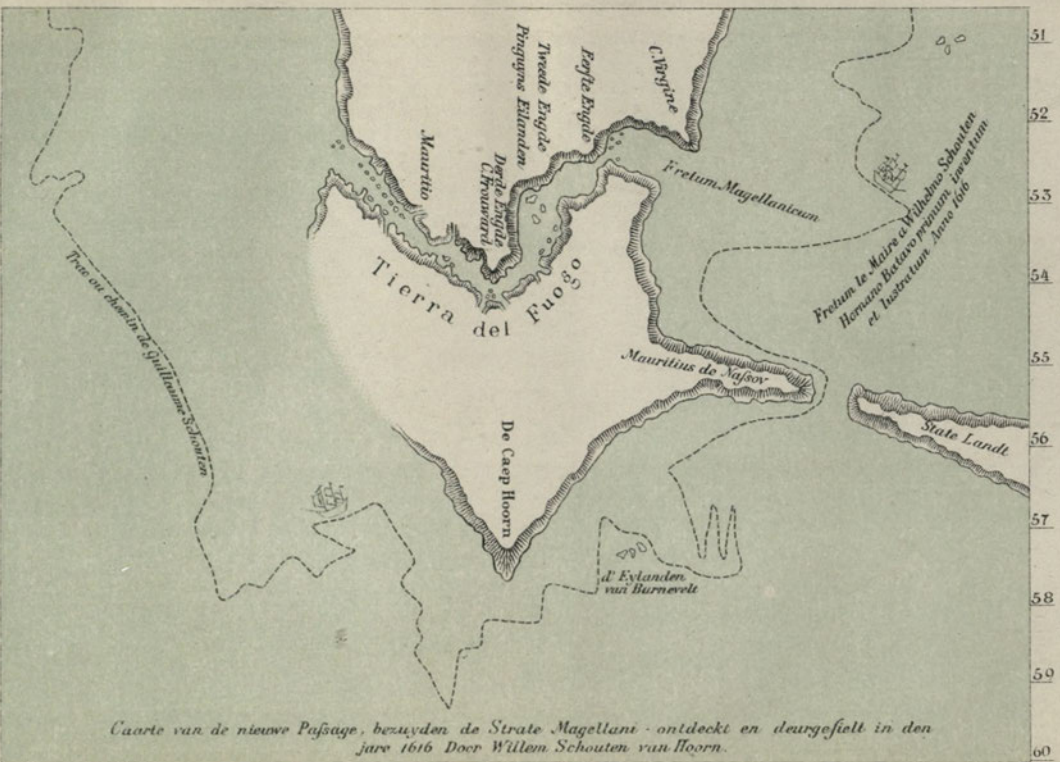 51
52
53
54
55
56
57
58
59
60
C. Virgine
Eerſte Engde
Tweede Engde
Pinguyns Eilanden
Derde Engde
C. Frouward
Mauritio
Fretum Magellanicum
Fretum le Maire a Wilhelmo Schouten
Hornano Batavo primum inventum
et lustratum Anno 1616
Tierra del Fuogo
Trac ou chemin de Guillaume Schouten
Mauritius de Naſsov
State Landt
De Caep Hoorn
d' Eylanden
van Burnevelt
Caarte van de nieuwe Paſsage, bezuyden de Strate Magellani - ontdeckt en deurgesielt in den
jare 1616 Door Willem Schouten van Hoorn.